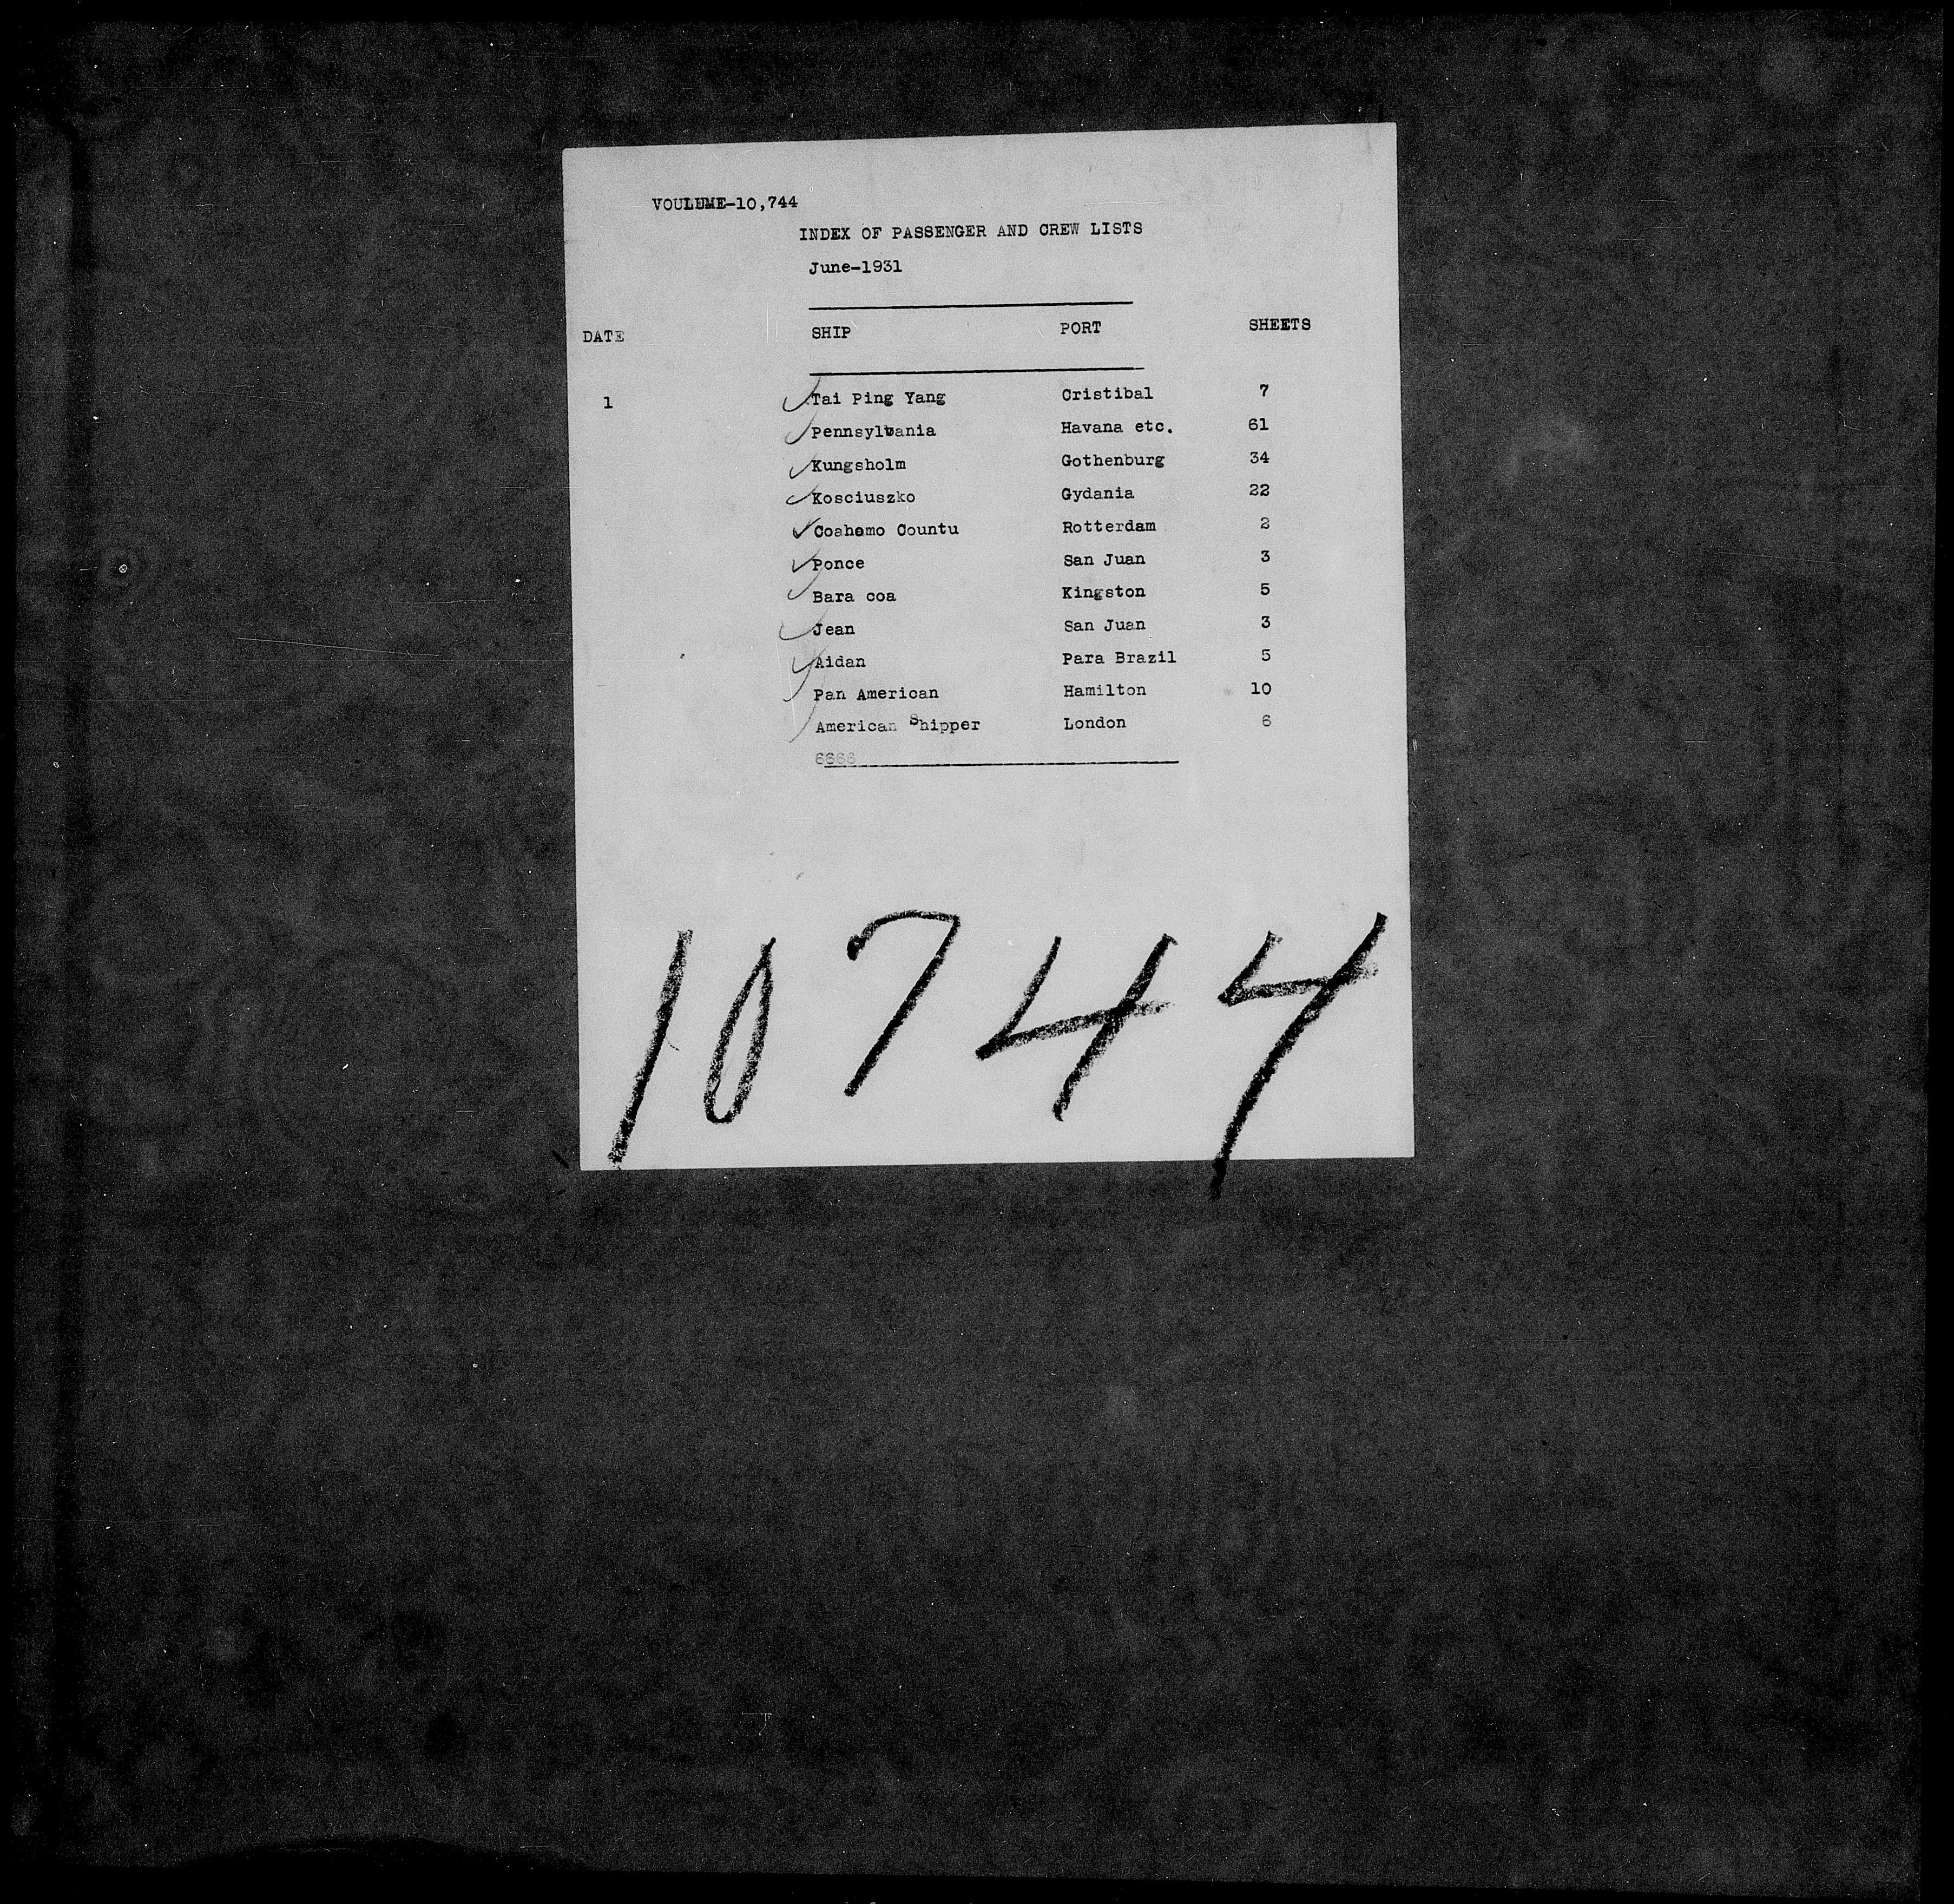 VOULUME-10,744
INDEX OF PASSENGER AND CREW LISTS
June-1931
DATE SHIP PORT SHEETS
1 Tai Ping Yang Cristibal 7
Pennsylvania Havana etc. 61
Kungsholm Gothenburg 34
Kosciuszko Gydania 22
Coahomo Countu Rotterdam 2
Ponce San Juan 3
Bara coa Kingston 5
Jean San Juan 3
Aidan Para Brazil 5
Pan American Hamilton 10
American Shipper London 6
6666
10744